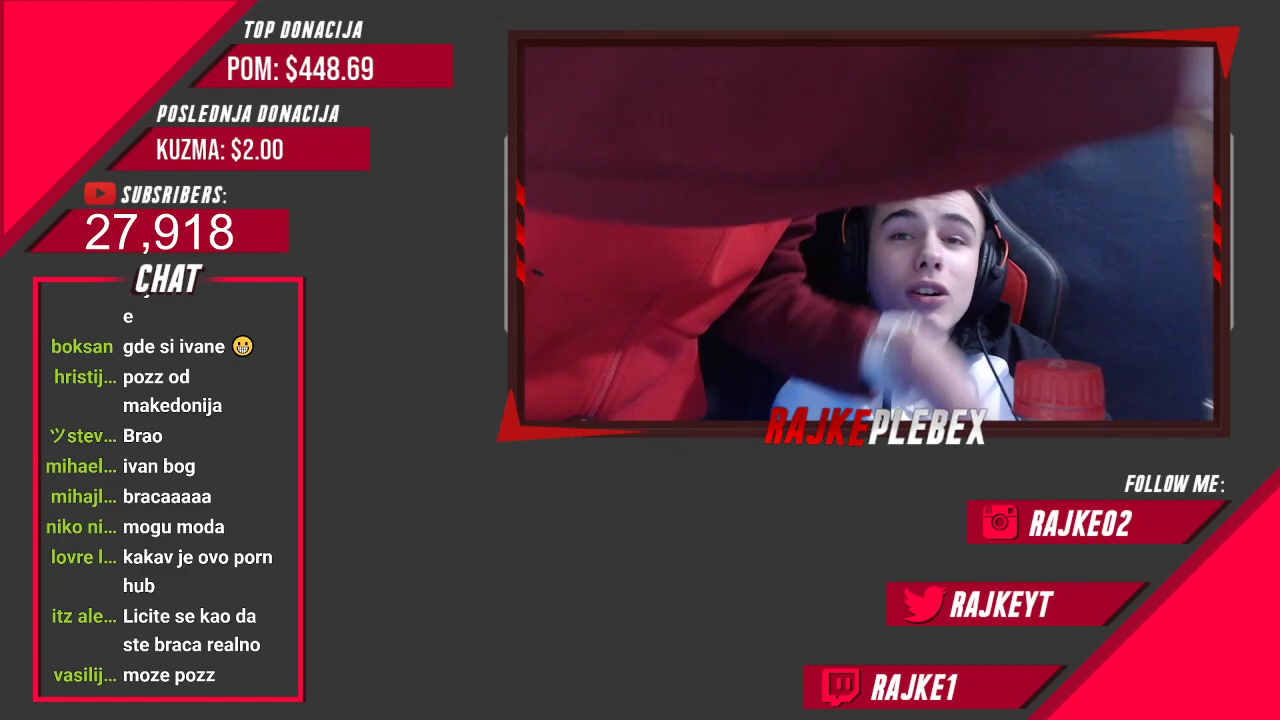 TOP DONACIJA
POM: $448.69
POSLEDNJA DONACIJA
KUZMA: $2.00
SUBSRIBERS:
27,918
CHAT
e
boksan gde si ivane 😁
hristij... pozz od
makedonija
ツstev... Brao
mihael... ivan bog
mihajl... bracaaaaa
niko ni... mogu moda
lovre l... kakav je ovo porn
hub
itz ale... Licite se kao da
ste braca realno
vasilij... moze pozz
RAJKEPLEBEX
FOLLOW ME:
RAJKE02
RAJKEYT
RAJKE1